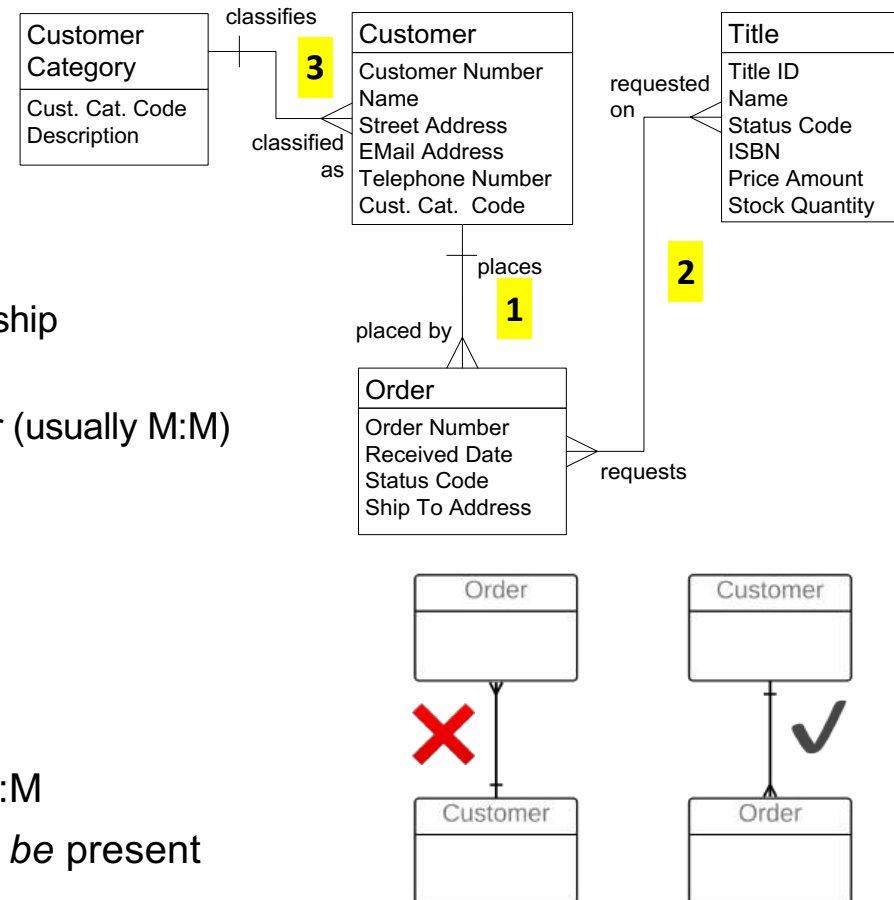 classifies
Customer
Category
Cust. Cat. Code
Description
3
classified
as
Customer
Customer Number
Name
Street Address
EMail Address
Telephone Number
Cust. Cat.  Code
requested
on
Title
Title ID
Name
Status Code
ISBN
Price Amount
Stock Quantity
places
1
placed by
2
Order
Order Number
Received Date
Status Code
Ship To Address
requests
ship
r (usually M:M)
Order
Customer
Customer
Order
:M
be present